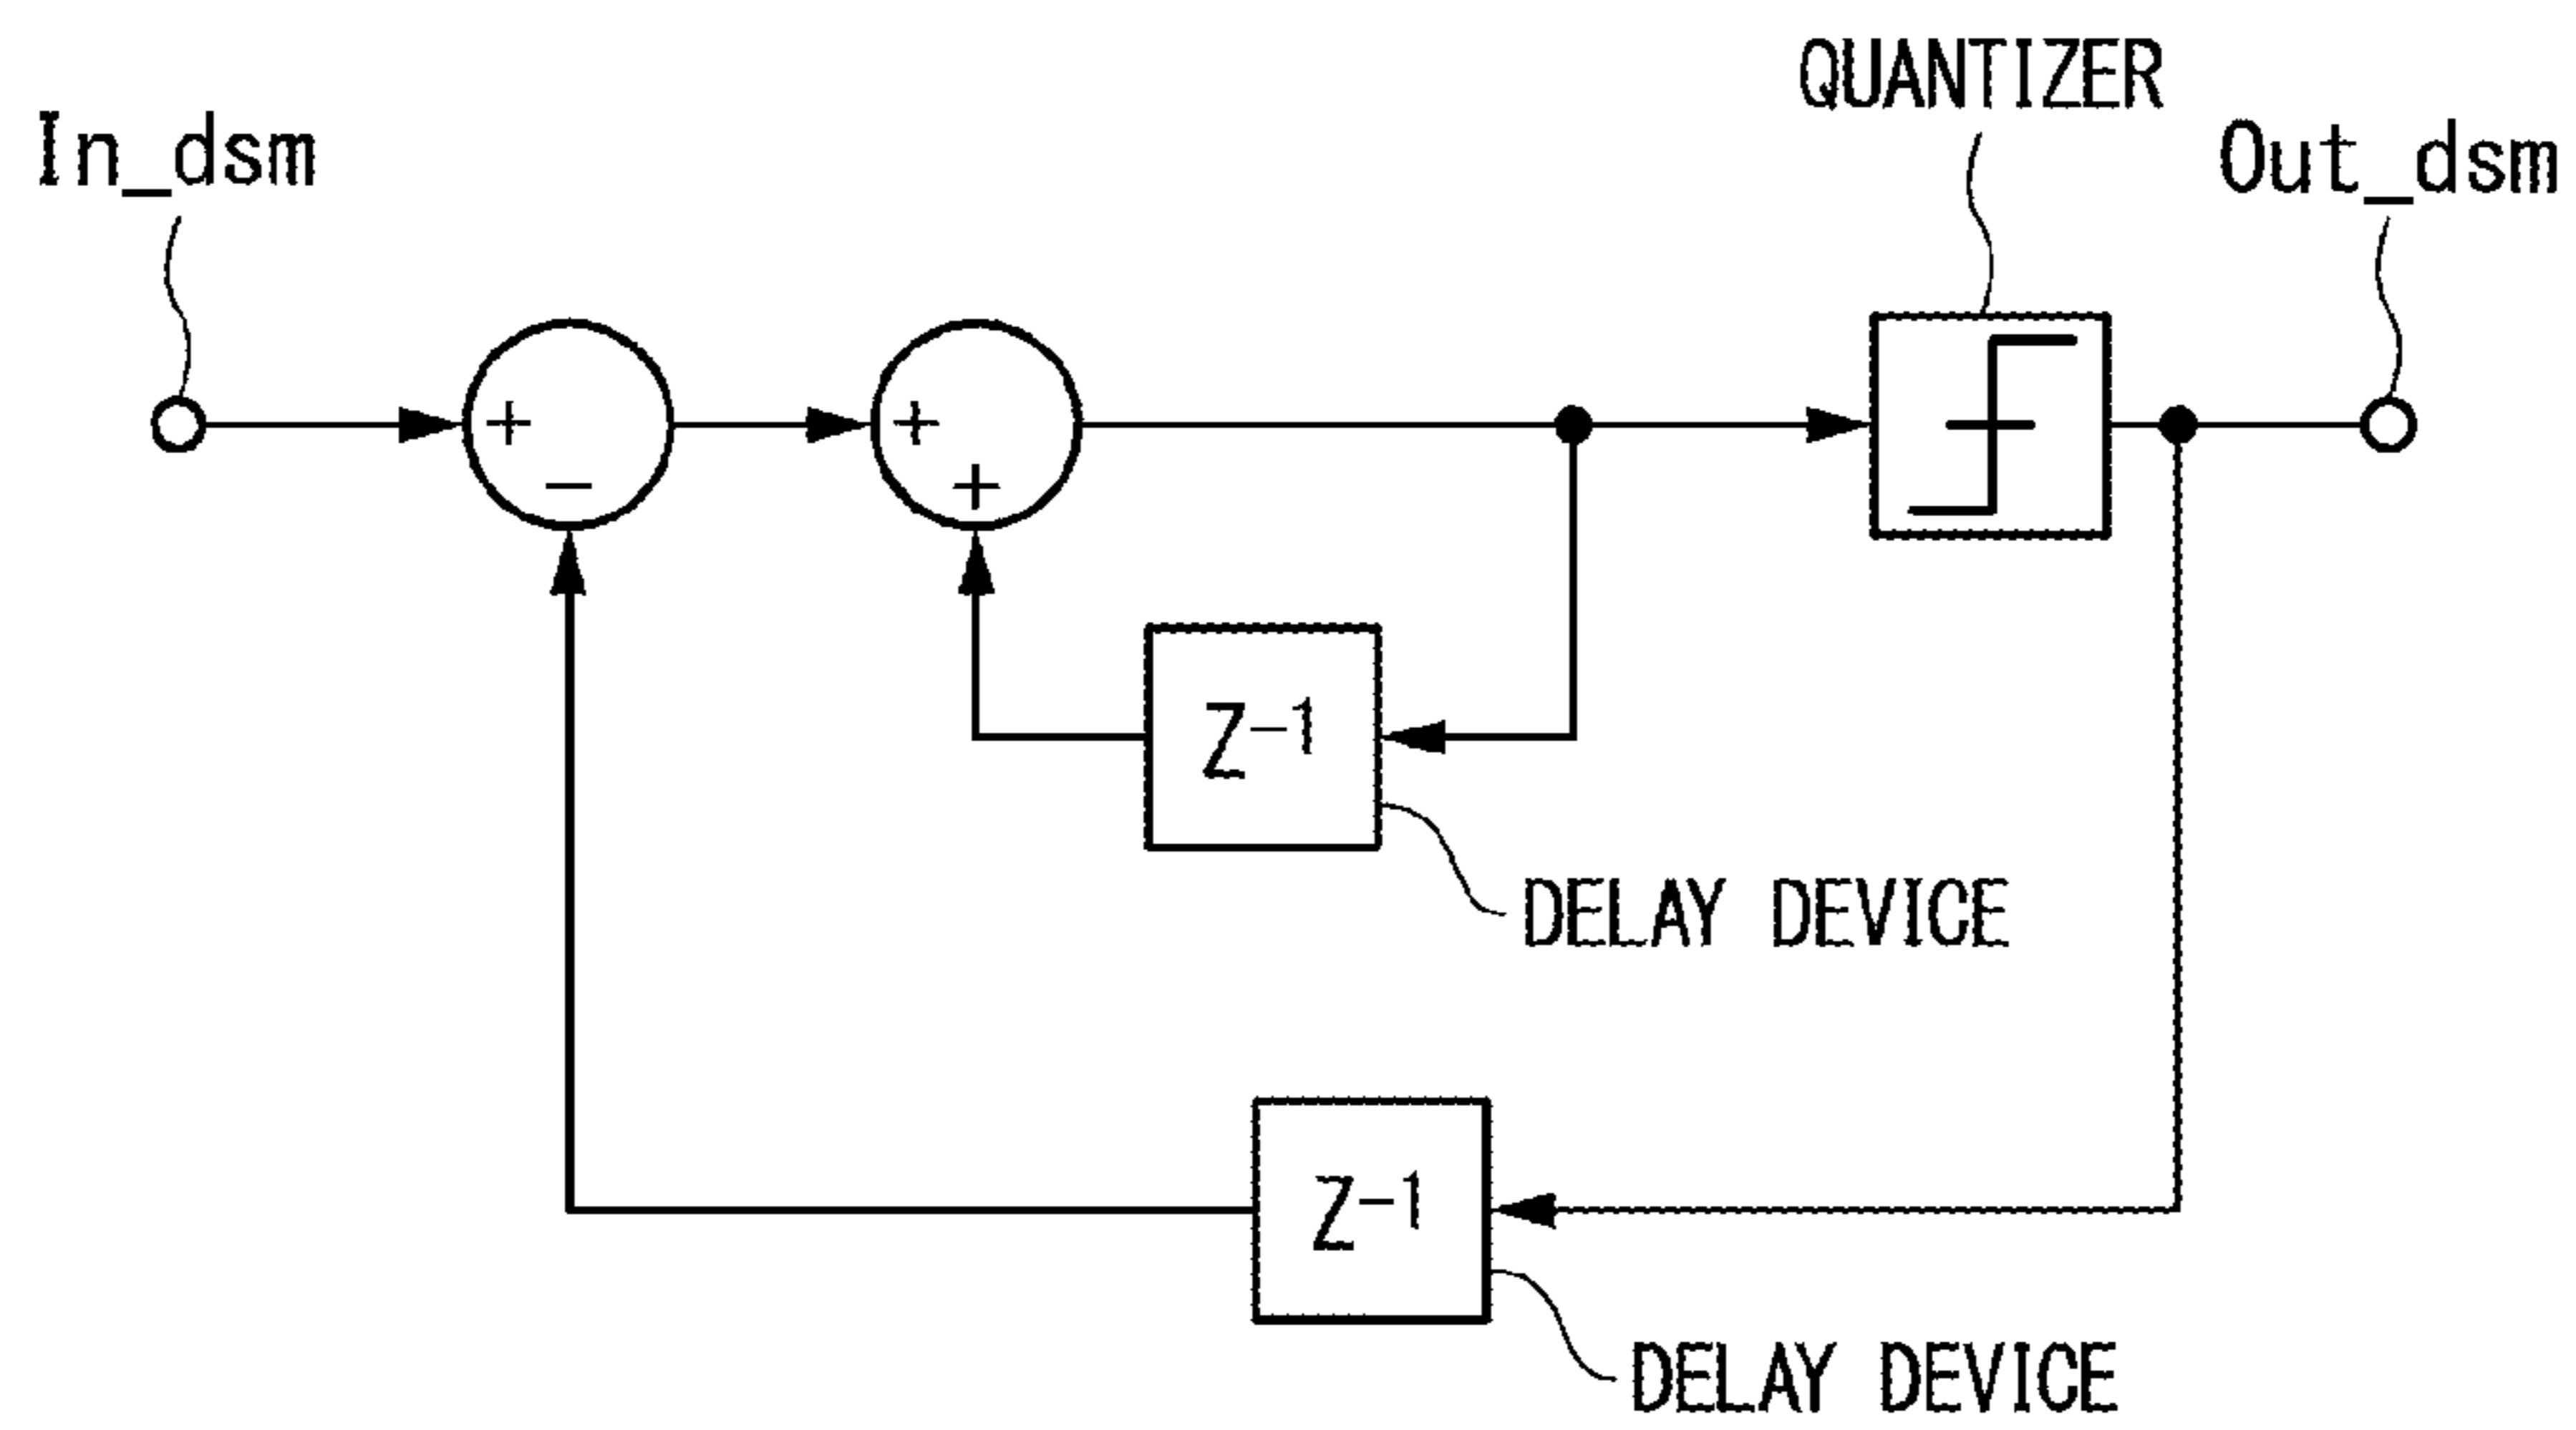 QUANTIZER
In_dsm
Out_dsm
+
−
+
+
Z⁻¹
DELAY DEVICE
Z⁻¹
DELAY DEVICE